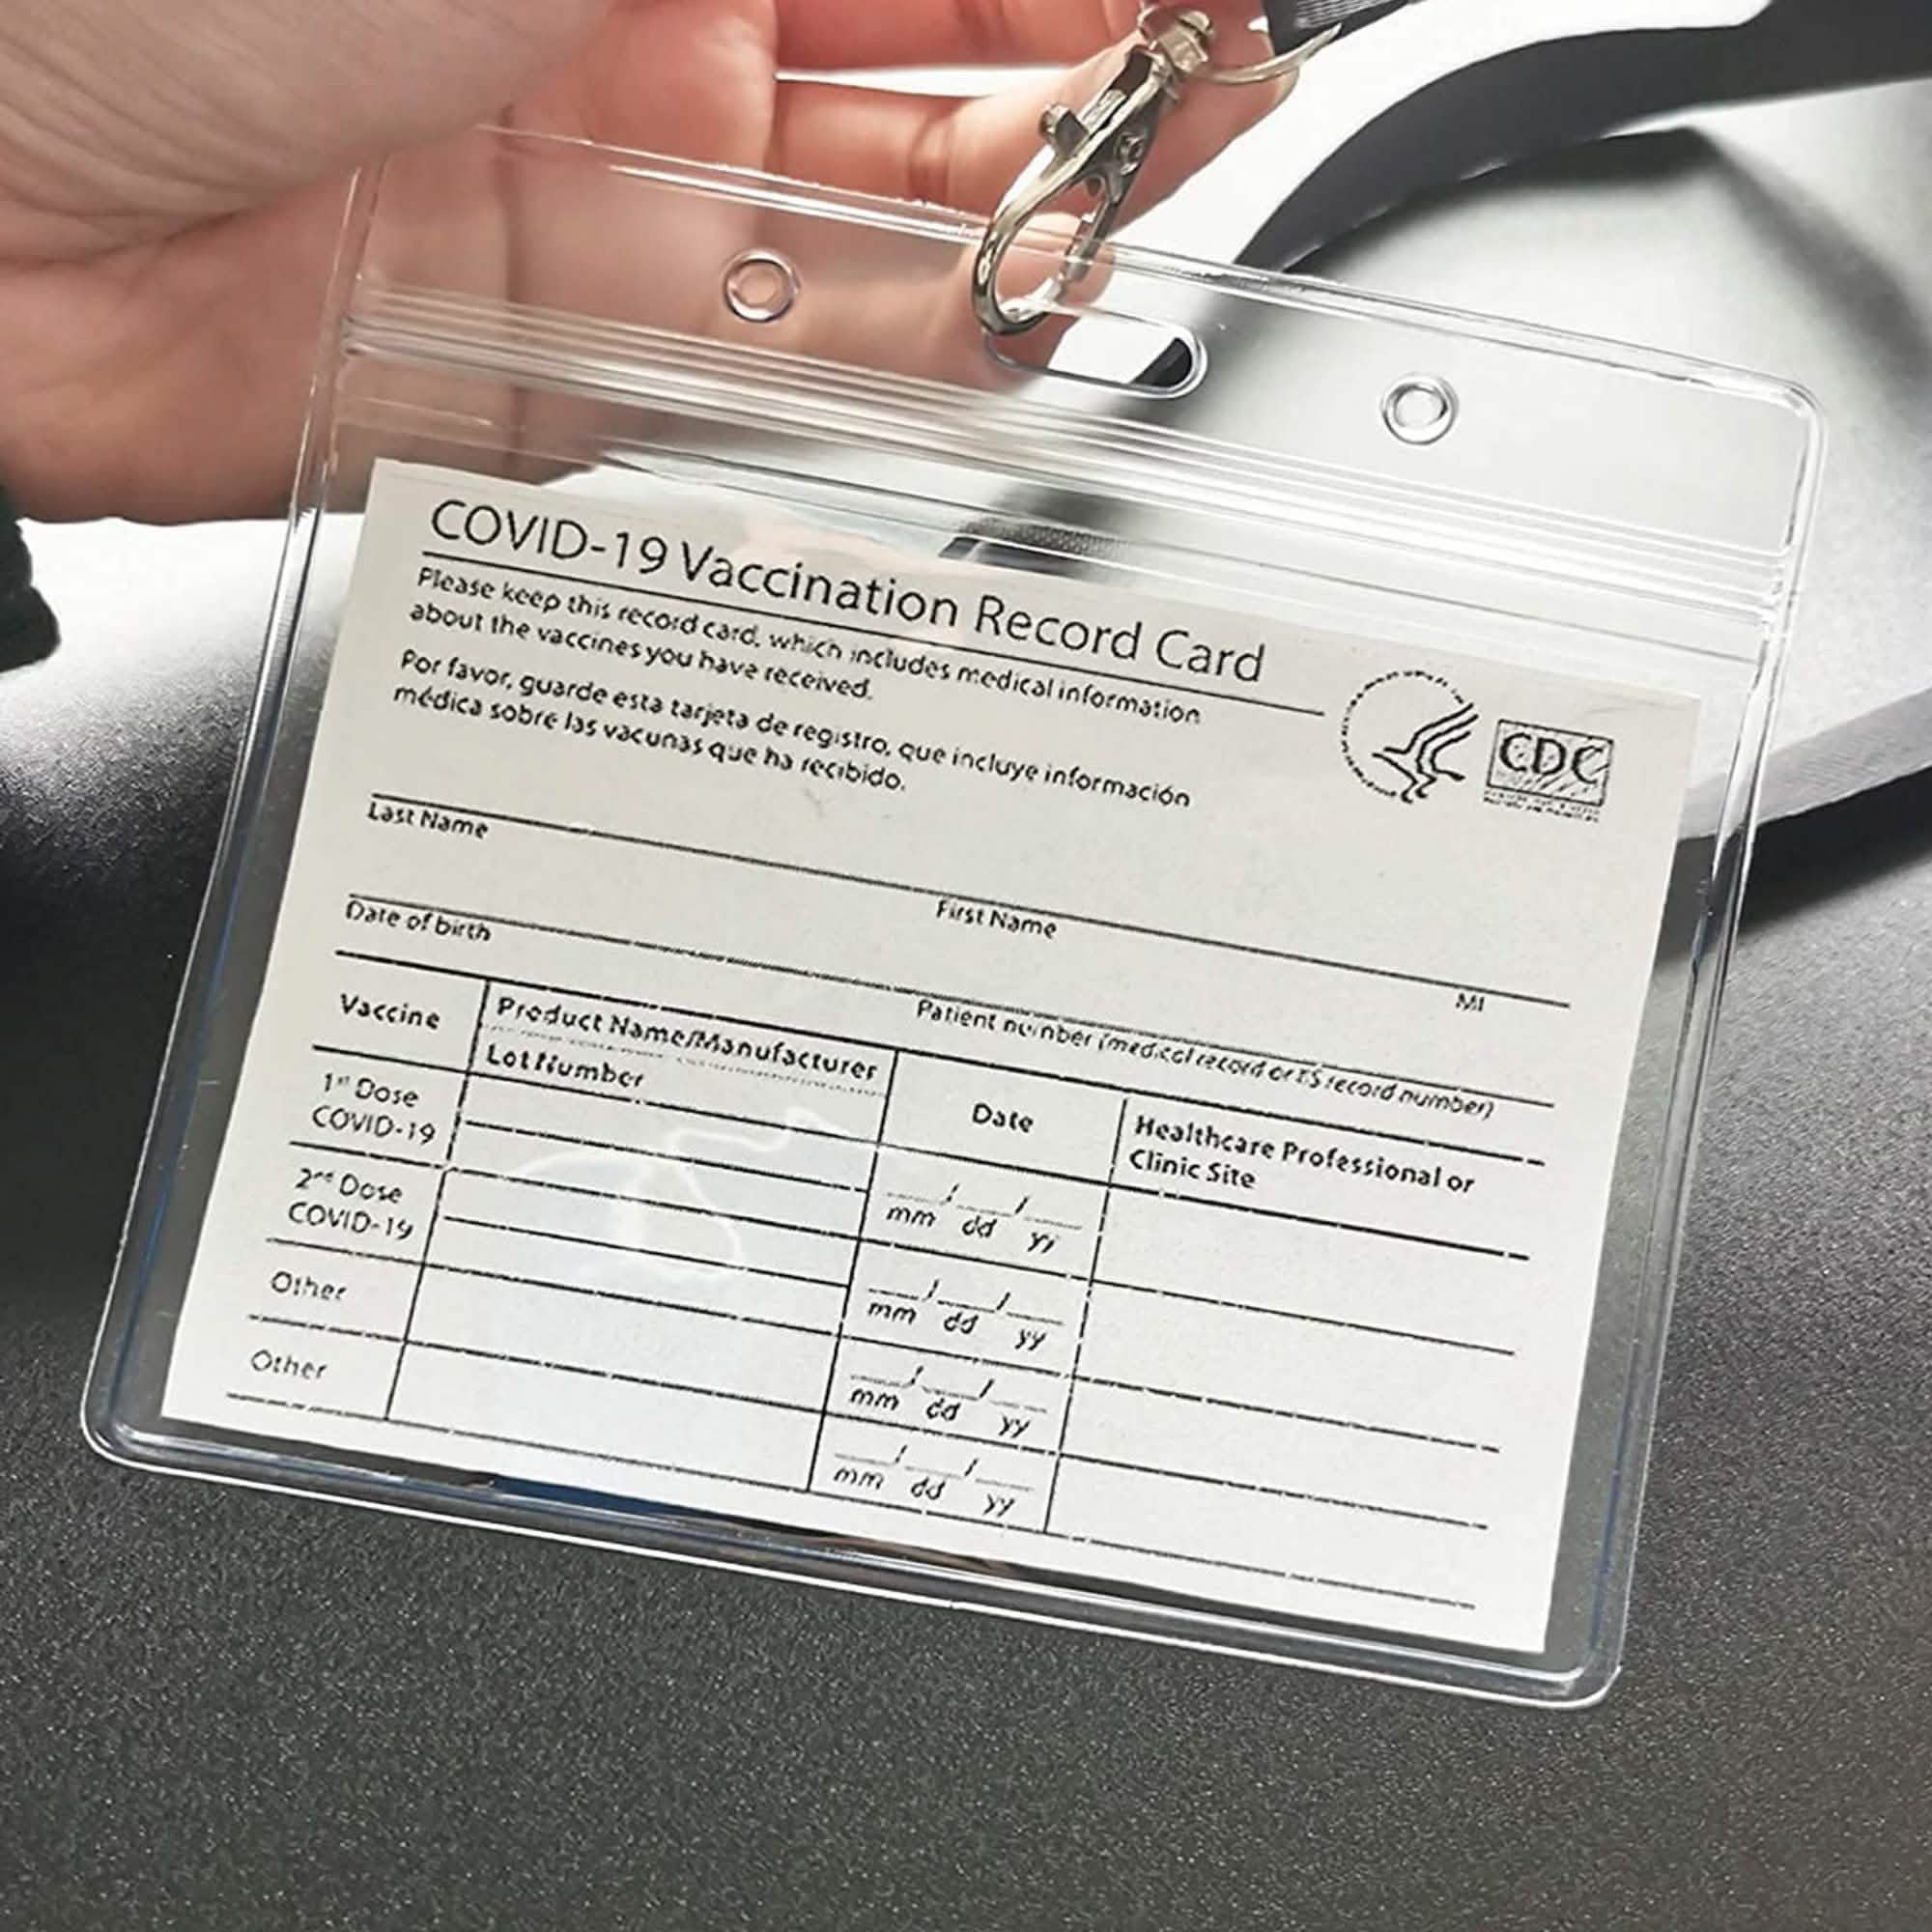 COVID-19 Vaccination Record Card
Please keep this record card, which includes medical information
about the vaccines you have received.
Por favor, guarde esta tarjeta de registro, que incluye información
médica sobre las vacunas que ha recibido.
CDC
Last Name First Name MI
Date of birth Patient number (medical record or IIS record number)
Vaccine Product Name/Manufacturer Date Healthcare Professional or
Lot Number Clinic Site
1st Dose
COVID-19
mm dd yy
2nd Dose
COVID-19
mm dd yy
Other
mm dd yy
Other
mm dd yy